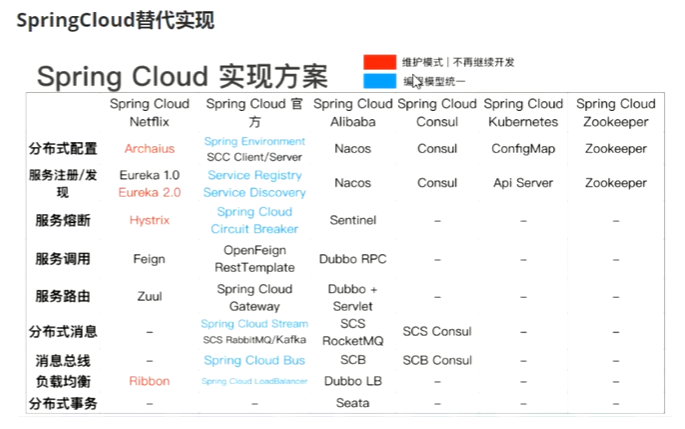 SpringCloud替代实现
维护模式｜不再继续开发
Spring Cloud 实现方案
模型统一
Spring Cloud Netflix Spring Cloud 官方 Spring Cloud Alibaba Spring Cloud Consul Spring Cloud Kubernetes Spring Cloud Zookeeper
分布式配置 Archaius Spring Environment SCC Client/Server Nacos Consul ConfigMap Zookeeper
服务注册/发现 Eureka 1.0 Eureka 2.0 Service Registry Service Discovery Nacos Consul Api Server Zookeeper
服务熔断 Hystrix Spring Cloud Circuit Breaker Sentinel – – –
服务调用 Feign OpenFeign RestTemplate Dubbo RPC – – –
服务路由 Zuul Spring Cloud Gateway Dubbo + Servlet – – –
分布式消息 – Spring Cloud Stream SCS RabbitMQ/Kafka SCS RocketMQ SCS Consul – –
消息总线 – Spring Cloud Bus SCB SCB Consul – –
负载均衡 Ribbon Spring Cloud LoadBalancer Dubbo LB – – –
分布式事务 – – Seata – – –